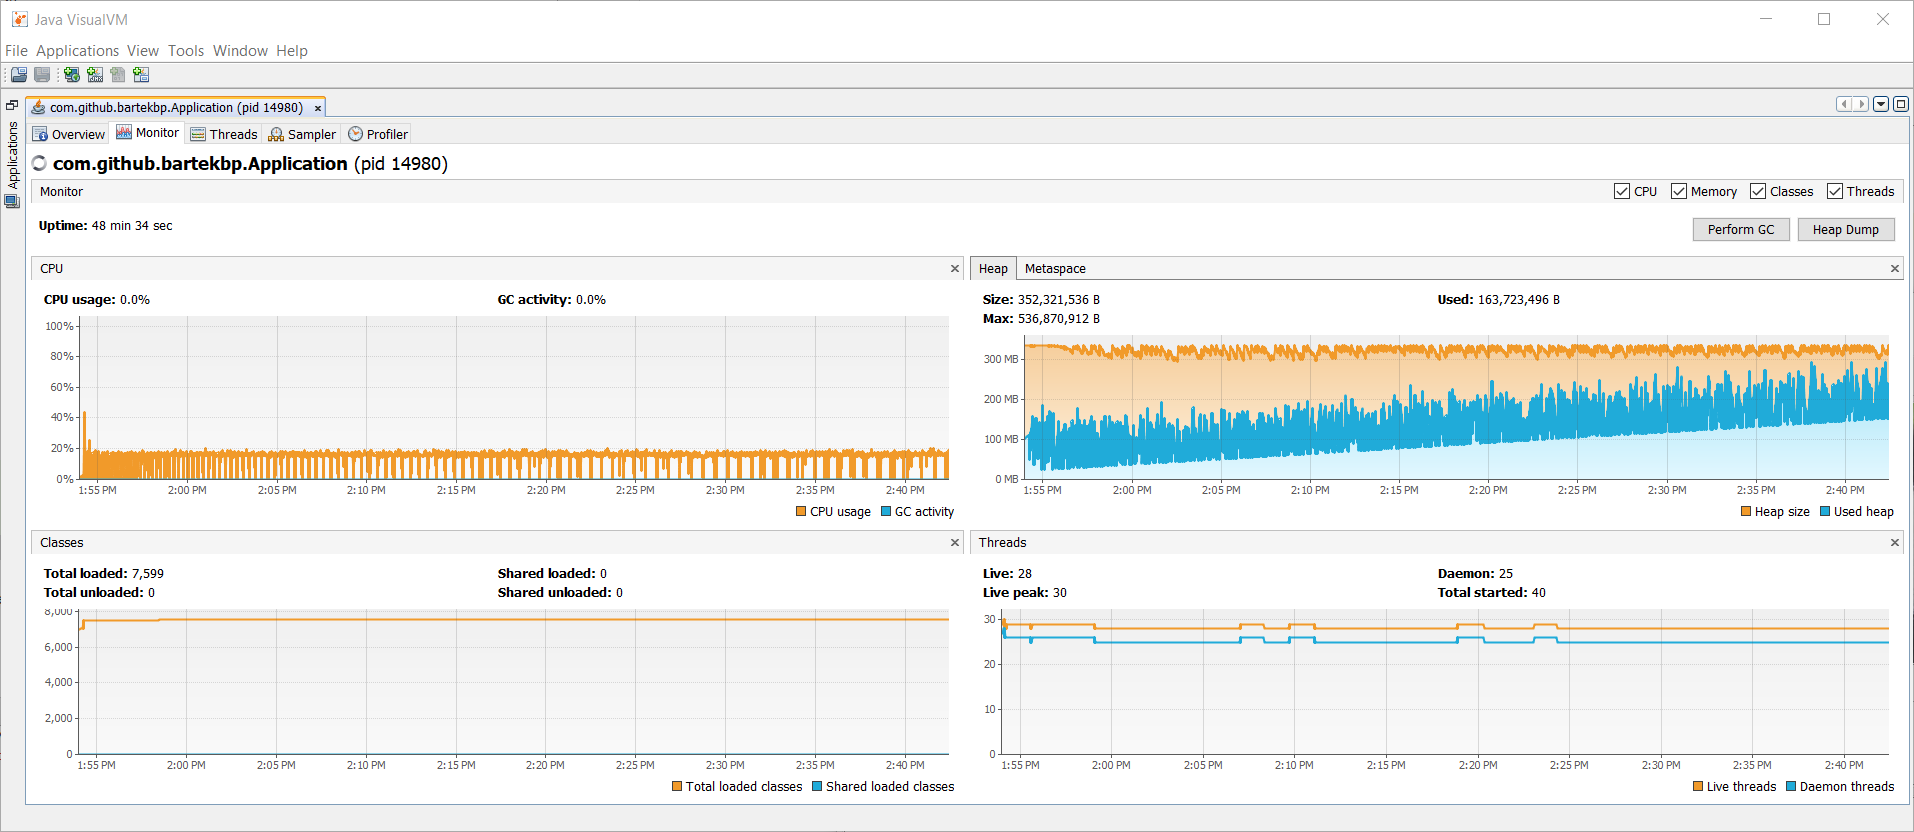 Java VisualVM
File Applications View Tools Window Help
com.github.bartekbp.Application (pid 14980)
Applications
Overview Monitor Threads Sampler Profiler
com.github.bartekbp.Application (pid 14980)
Monitor
CPU Memory Classes Threads
Uptime: 48 min 34 sec
Perform GC Heap Dump
CPU
CPU usage: 0.0% GC activity: 0.0%
100%
80%
60%
40%
20%
0%
1:55 PM 2:00 PM 2:05 PM 2:10 PM 2:15 PM 2:20 PM 2:25 PM 2:30 PM 2:35 PM 2:40 PM
CPU usage GC activity
Heap Metaspace
Size: 352,321,536 B Used: 163,723,496 B
Max: 536,870,912 B
300 MB
200 MB
100 MB
0 MB
1:55 PM 2:00 PM 2:05 PM 2:10 PM 2:15 PM 2:20 PM 2:25 PM 2:30 PM 2:35 PM 2:40 PM
Heap size Used heap
Classes
Total loaded: 7,599 Shared loaded: 0
Total unloaded: 0 Shared unloaded: 0
8,000
6,000
4,000
2,000
0
1:55 PM 2:00 PM 2:05 PM 2:10 PM 2:15 PM 2:20 PM 2:25 PM 2:30 PM 2:35 PM 2:40 PM
Total loaded classes Shared loaded classes
Threads
Live: 28 Daemon: 25
Live peak: 30 Total started: 40
30
20
10
0
1:55 PM 2:00 PM 2:05 PM 2:10 PM 2:15 PM 2:20 PM 2:25 PM 2:30 PM 2:35 PM 2:40 PM
Live threads Daemon threads